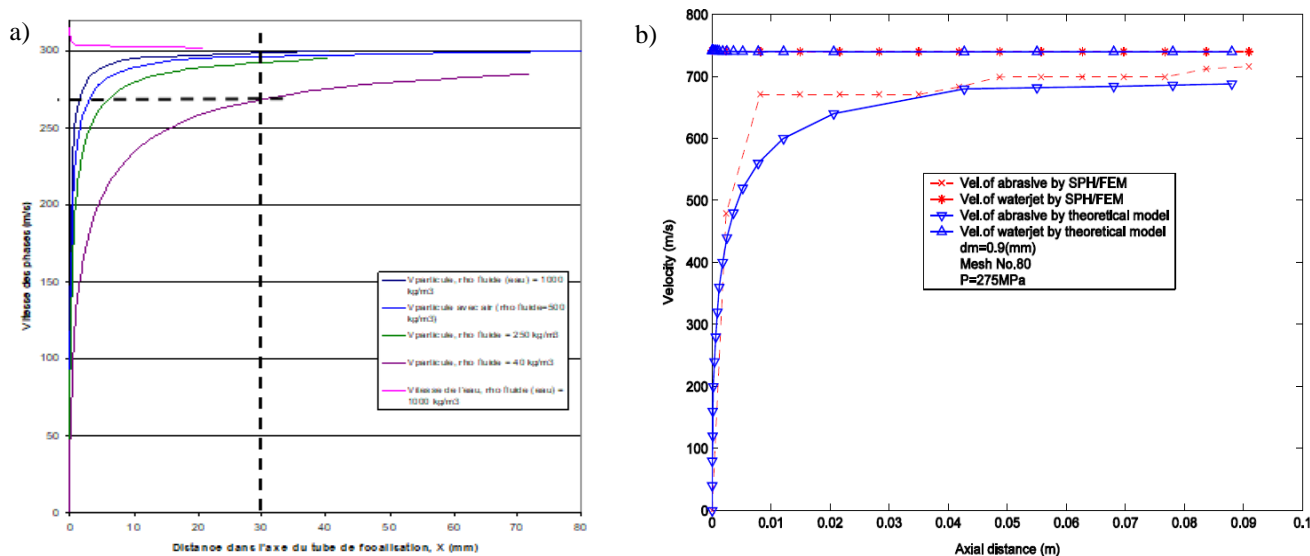 a)
Vitesse des phases (m/s)
300
250
200
150
100
50
0
0 10 20 30 40 50 60 70 80
Distance dans l'axe du tube de focalisation, X (mm)
Vparticule, rho fluide (eau) = 1000
kg/m3
Vparticule avec air (rho fluide=500
kg/m3)
Vparticule, rho fluide = 250 kg/m3
Vparticule, rho fluide = 40 kg/m3
Vitesse de l'eau, rho fluide (eau) =
1000 kg/m3
b)
Velocity (m/s)
800
700
600
500
400
300
200
100
0
0 0.01 0.02 0.03 0.04 0.05 0.06 0.07 0.08 0.09 0.1
Axial distance (m)
Vel.of abrasive by SPH/FEM
Vel.of waterjet by SPH/FEM
Vel.of abrasive by theoretical model
Vel.of waterjet by theoretical model
dm=0.9(mm)
Mesh No.80
P=275MPa